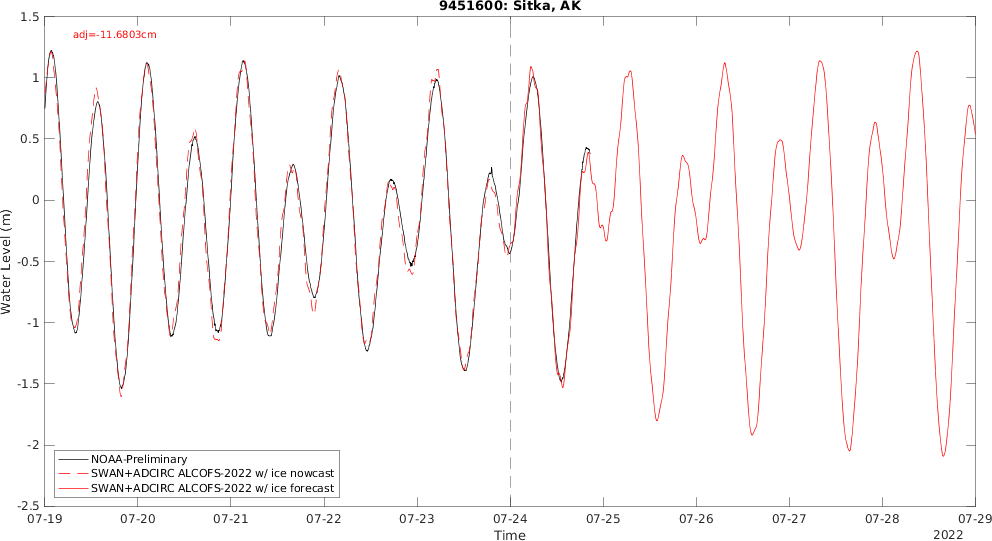 9451600: Sitka, AK
adj=-11.6803cm
1.5
1
0.5
0
-0.5
-1
-1.5
-2
-2.5
Water Level (m)
NOAA-Preliminary
SWAN+ADCIRC ALCOFS-2022 w/ ice nowcast
SWAN+ADCIRC ALCOFS-2022 w/ ice forecast
07-19 07-20 07-21 07-22 07-23 07-24 07-25 07-26 07-27 07-28 07-29
Time
2022